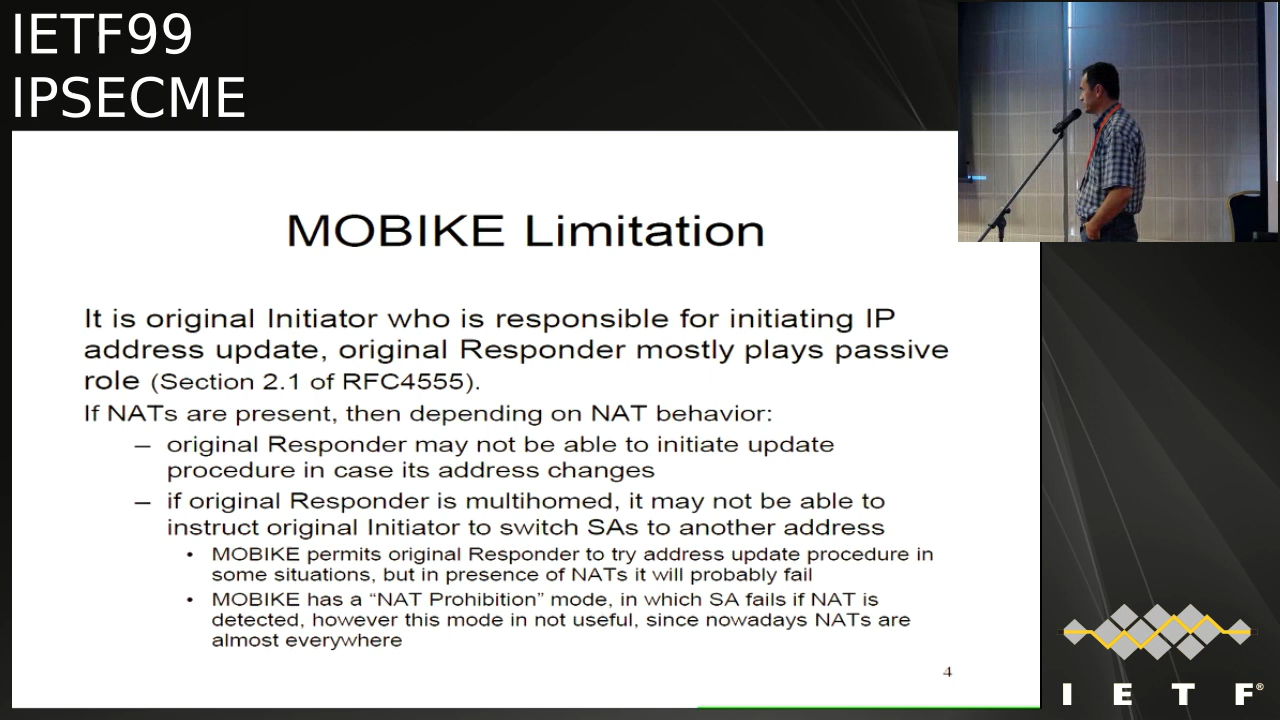 IETF99
IPSECME
MOBIKE Limitation
It is original Initiator who is responsible for initiating IP
address update, original Responder mostly plays passive
role (Section 2.1 of RFC4555).
If NATs are present, then depending on NAT behavior:
– original Responder may not be able to initiate update
procedure in case its address changes
– if original Responder is multihomed, it may not be able to
instruct original Initiator to switch SAs to another address
• MOBIKE permits original Responder to try address update procedure in
some situations, but in presence of NATs it will probably fail
• MOBIKE has a “NAT Prohibition” mode, in which SA fails if NAT is
detected, however this mode in not useful, since nowadays NATs are
almost everywhere
4
I E T F®